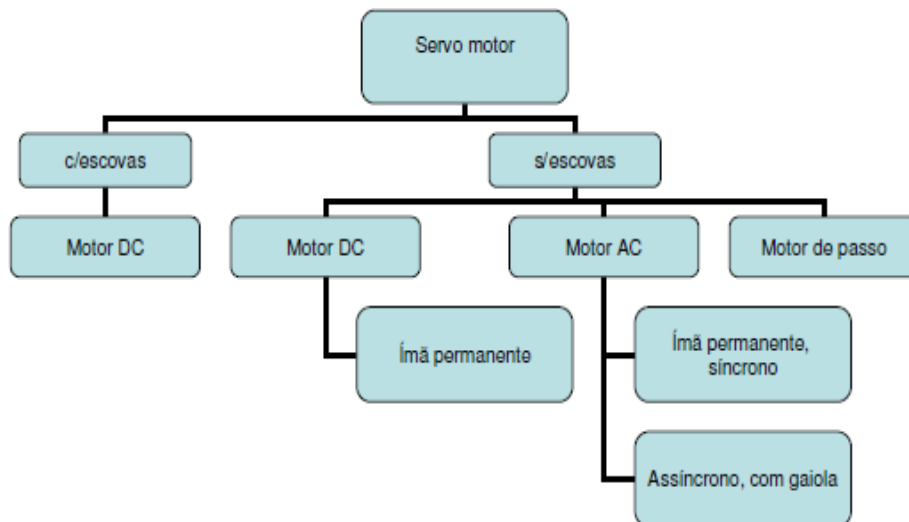 Servo motor
c/escovas
s/escovas
Motor DC
Motor DC
Motor AC
Motor de passo
Ímã permanente
Ímã permanente,
síncrono
Assíncrono, com gaiola